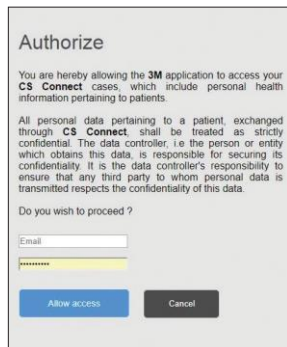 Authorize
You are hereby allowing the 3M application to access your
CS Connect cases, which include personal health
information pertaining to patients.
All personal data pertaining to a patient, exchanged
through CS Connect, shall be treated as strictly
confidential. The data controller, i.e the person or entity
which obtains this data, is responsible for securing its
confidentiality. It is the data controller's responsibility to
ensure that any third party to whom personal data is
transmitted respects the confidentiality of this data.
Do you wish to proceed ?
Email
••••••••••
Allow access
Cancel